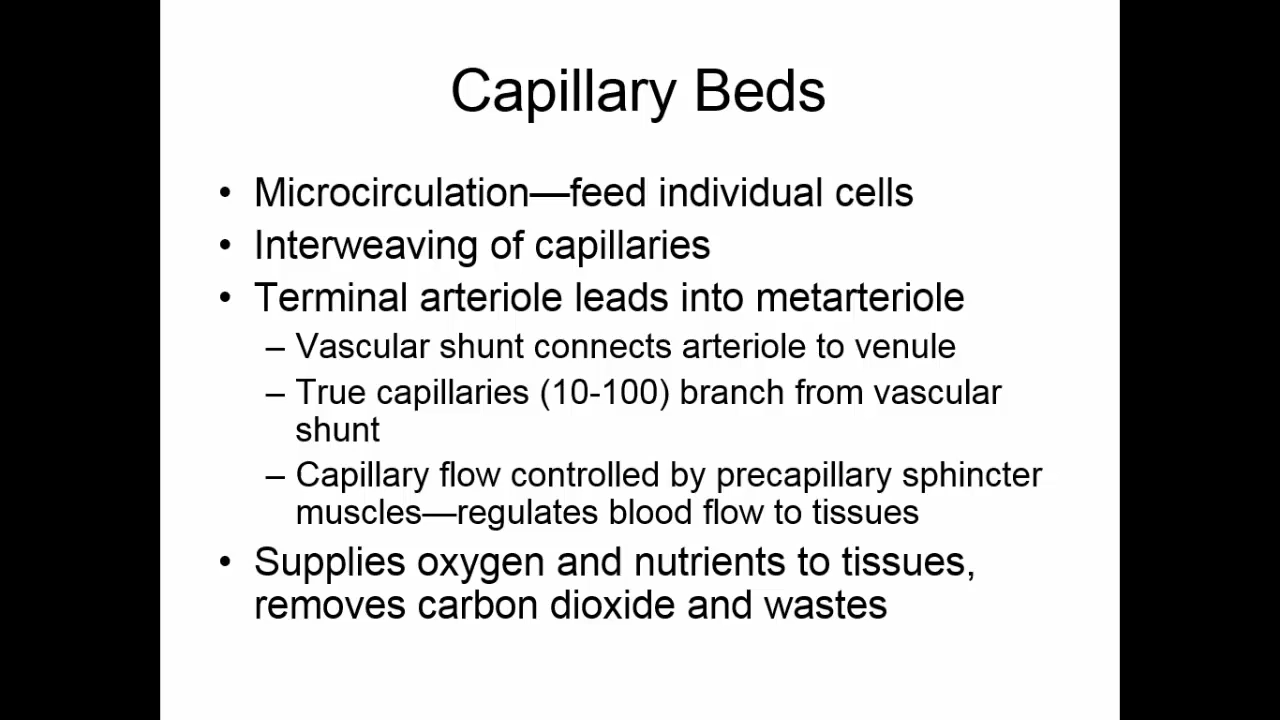 Capillary Beds
• Microcirculation—feed individual cells
• Interweaving of capillaries
• Terminal arteriole leads into metarteriole
– Vascular shunt connects arteriole to venule
– True capillaries (10-100) branch from vascular
shunt
– Capillary flow controlled by precapillary sphincter
muscles—regulates blood flow to tissues
• Supplies oxygen and nutrients to tissues,
removes carbon dioxide and wastes